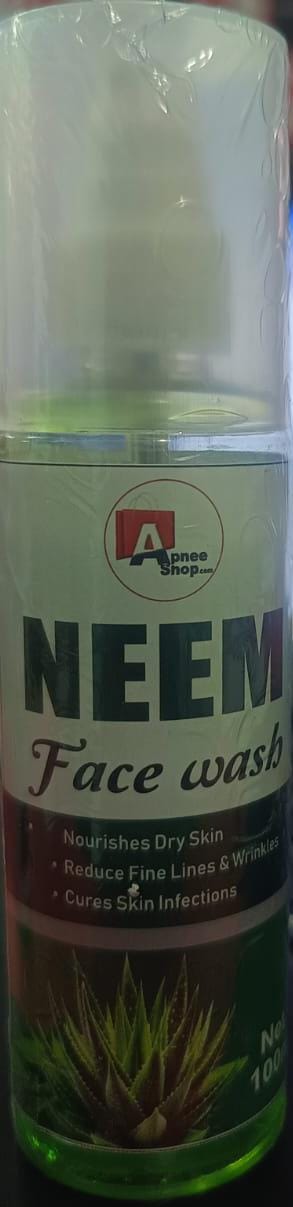 Apnee
Shop.com
NEEM
Face wash
Nourishes Dry Skin
Reduce Fine Lines & Wrinkles
Cures Skin Infections